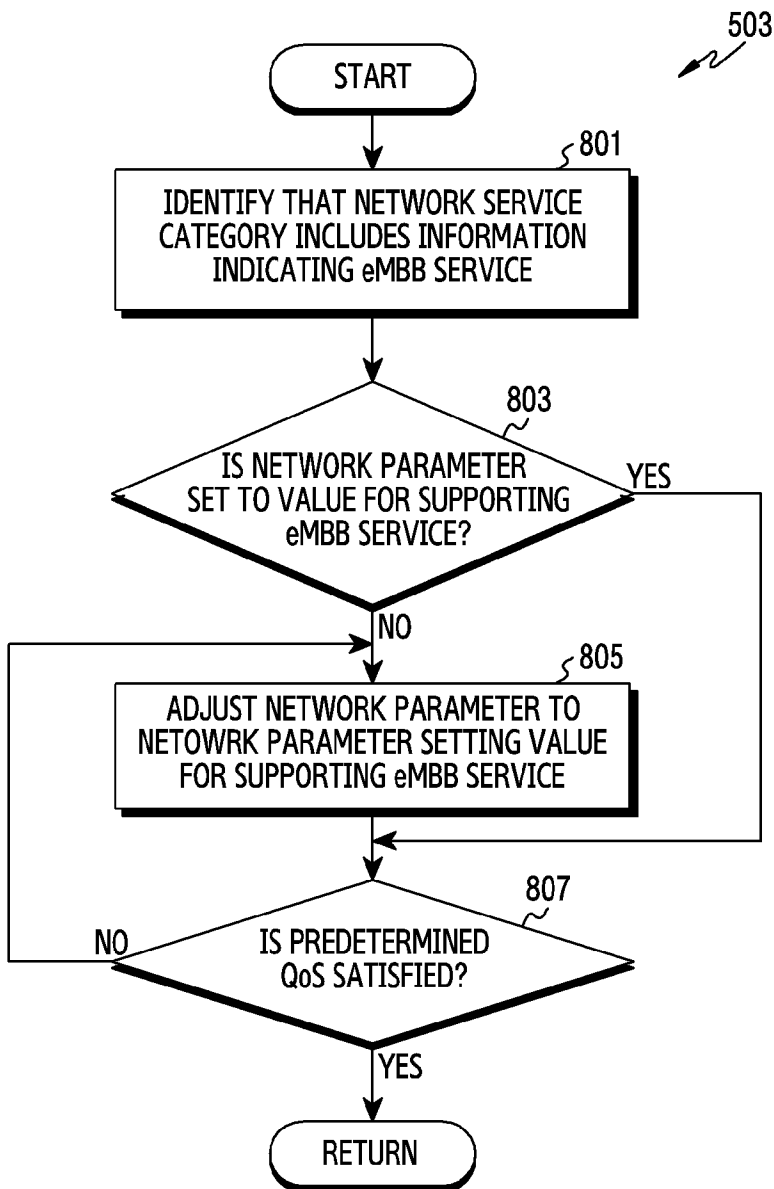 503
START
801
IDENTIFY THAT NETWORK SERVICE
CATEGORY INCLUDES INFORMATION
INDICATING eMBB SERVICE
803
IS NETWORK PARAMETER
SET TO VALUE FOR SUPPORTING
eMBB SERVICE?
YES
NO
805
ADJUST NETWORK PARAMETER TO
NETOWRK PARAMETER SETTING VALUE
FOR SUPPORTING eMBB SERVICE
807
NO
IS PREDETERMINED
QoS SATISFIED?
YES
RETURN